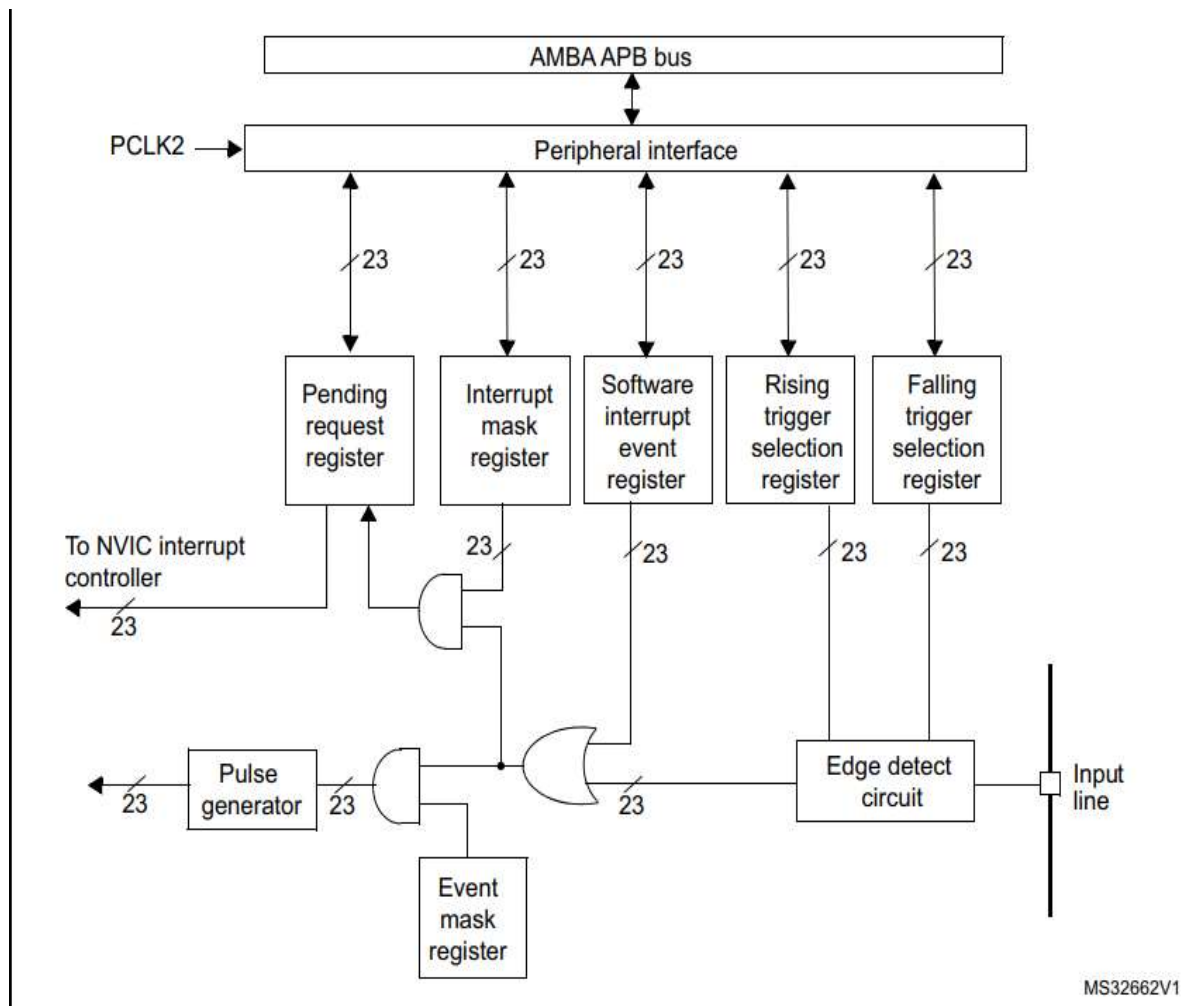 AMBA APB bus
PCLK2
Peripheral interface
23
23
23
23
23
Pending
request
register
Interrupt
mask
register
Software
interrupt
event
register
Rising
trigger
selection
register
Falling
trigger
selection
register
To NVIC interrupt
controller
23
23
23
23
23
23
Pulse
generator
23
23
Edge detect
circuit
Input
line
Event
mask
register
MS32662V1